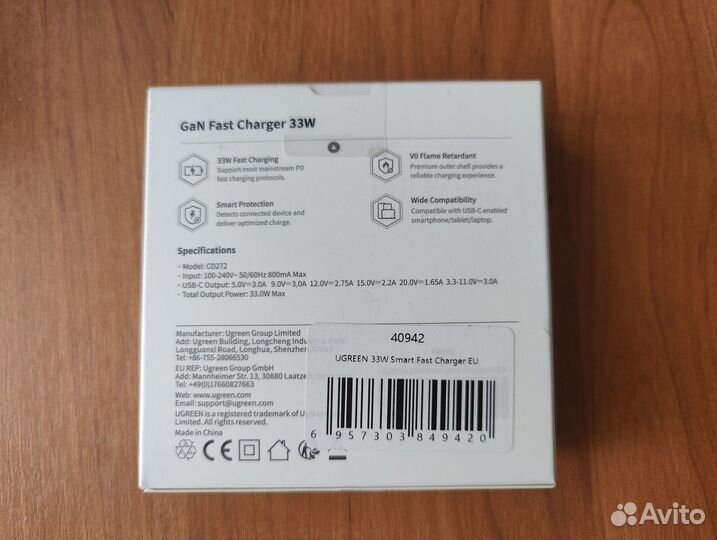 GaN Fast Charger 33W
33W Fast Charging
Support most mainstream PD
fast charging protocols.
V0 Flame Retardant
Premium outer shell provides a
reliable charging experience.
Smart Protection
Detects connected device and
deliver optimized charge.
Wide Compatibility
Compatible with USB-C enabled
smartphone/tablet/laptop.
Specifications
- Model: CD272
- Input: 100-240V~ 50/60Hz 800mA Max
- USB-C Output: 5.0V⎓3.0A 9.0V⎓3.0A 12.0V⎓2.75A 15.0V⎓2.2A 20.0V⎓1.65A 3.3-11.0V⎓3.0A
- Total Output Power: 33.0W Max
Manufacturer: Ugreen Group Limited
Add: Ugreen Building, Longcheng Indu
Longguanxi Road, Longhua, Shenzhen
Tel: +86-755-28066530
EU REP: Ugreen Group GmbH
Add: Mannheimer Str. 13, 30880 Laatze
Tel: +49(0)17660827663
Web: www.ugreen.com
Email: support@ugreen.com
UGREEN is a registered trademark of U
Limited. All rights reserved.
Made in China
CE
40942
UGREEN 33W Smart Fast Charger EU
6 957303 849420
Avito